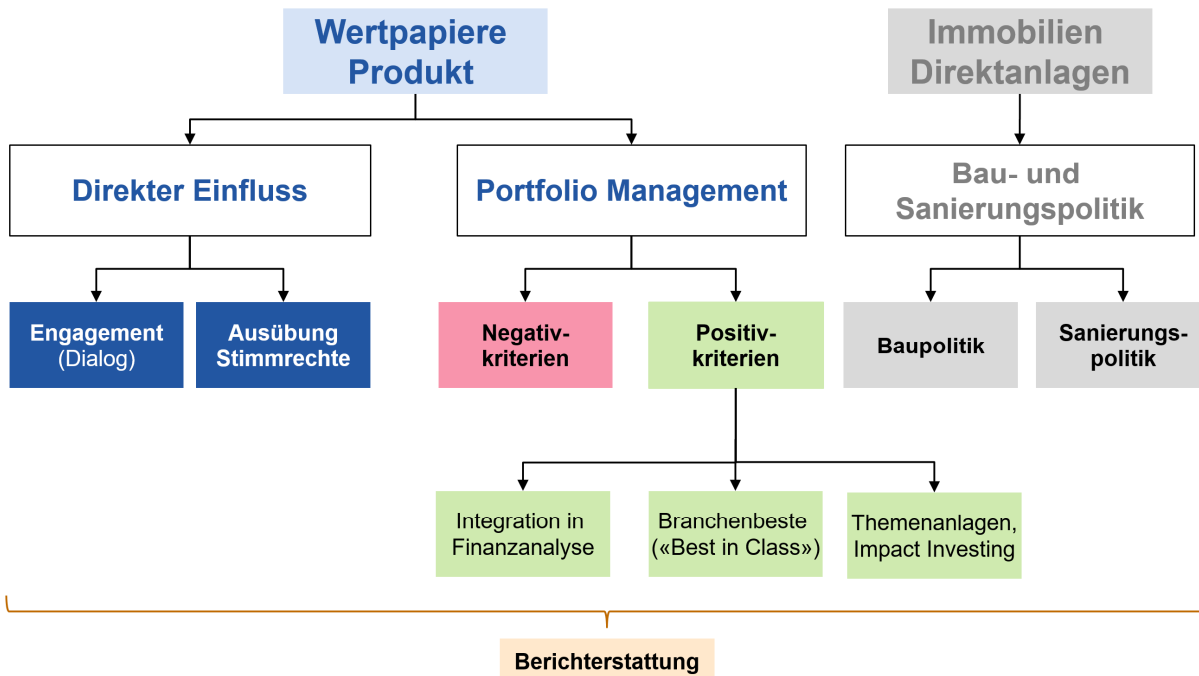 Wertpapiere
Produkt
Immobilien
Direktanlagen
Direkter Einfluss
Portfolio Management
Bau- und
Sanierungspolitik
Engagement
(Dialog)
Ausübung
Stimmrechte
Negativ-
kriterien
Positiv-
kriterien
Baupolitik
Sanierungs-
politik
Integration in
Finanzanalyse
Branchenbeste
(«Best in Class»)
Themenanlagen,
Impact Investing
Berichterstattung